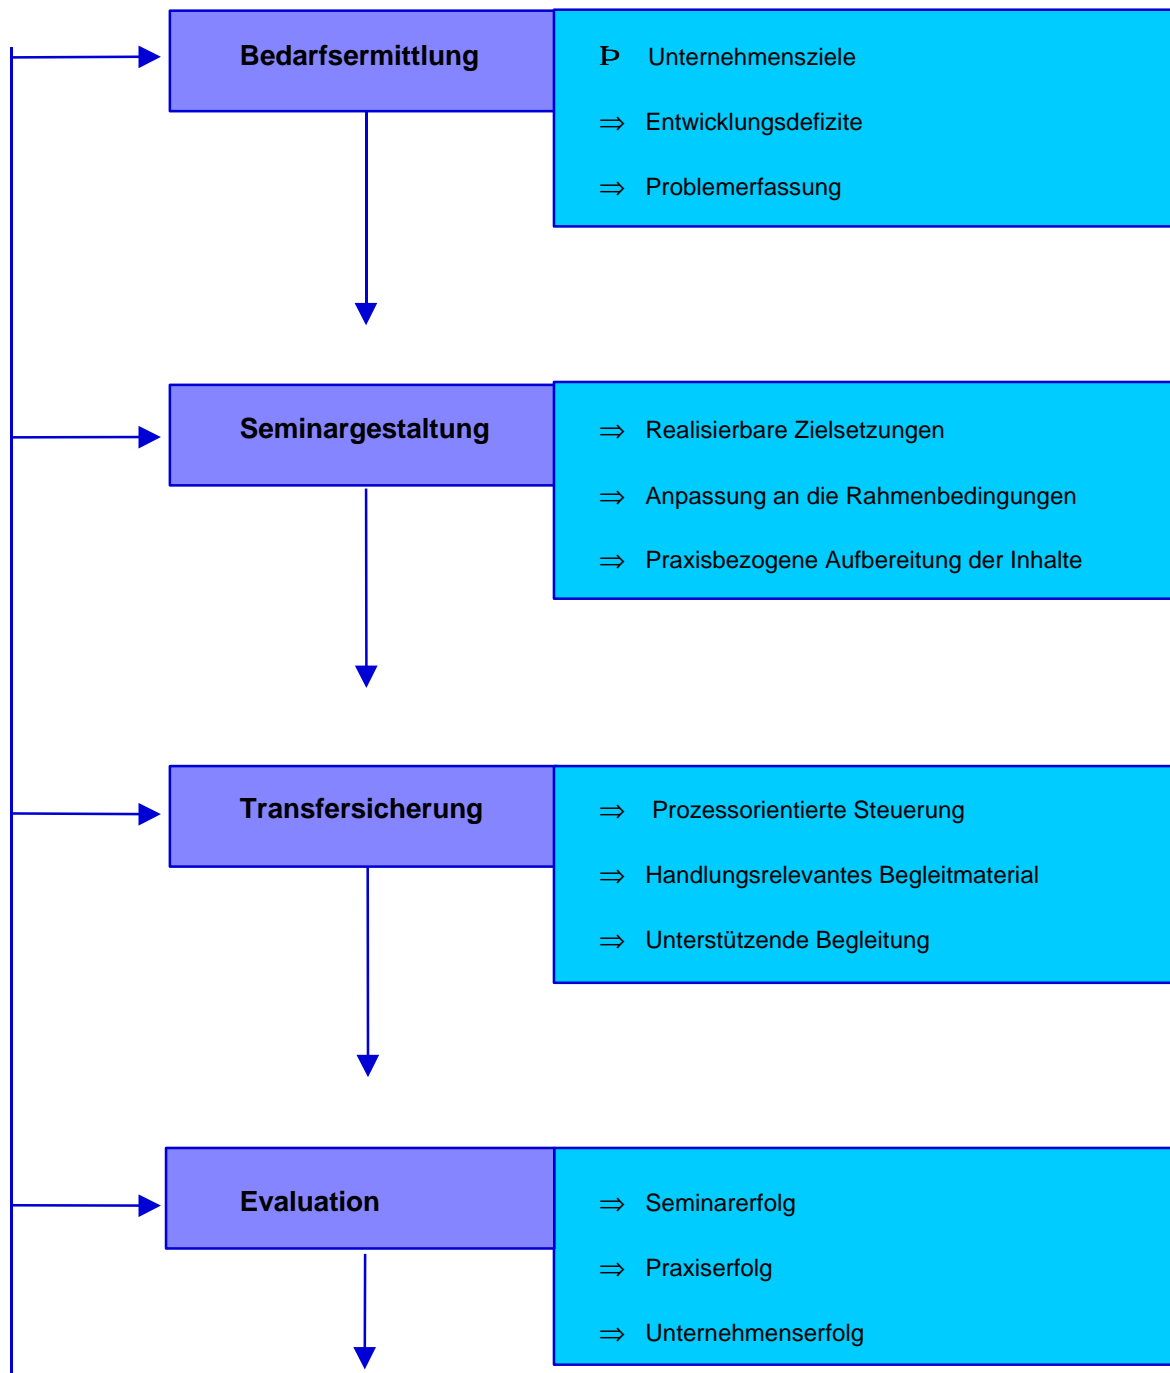 Bedarfsermittlung
Þ Unternehmensziele
⇒ Entwicklungsdefizite
⇒ Problemerfassung
Seminargestaltung
⇒ Realisierbare Zielsetzungen
⇒ Anpassung an die Rahmenbedingungen
⇒ Praxisbezogene Aufbereitung der Inhalte
Transfersicherung
⇒ Prozessorientierte Steuerung
⇒ Handlungsrelevantes Begleitmaterial
⇒ Unterstützende Begleitung
Evaluation
⇒ Seminarerfolg
⇒ Praxiserfolg
⇒ Unternehmenserfolg